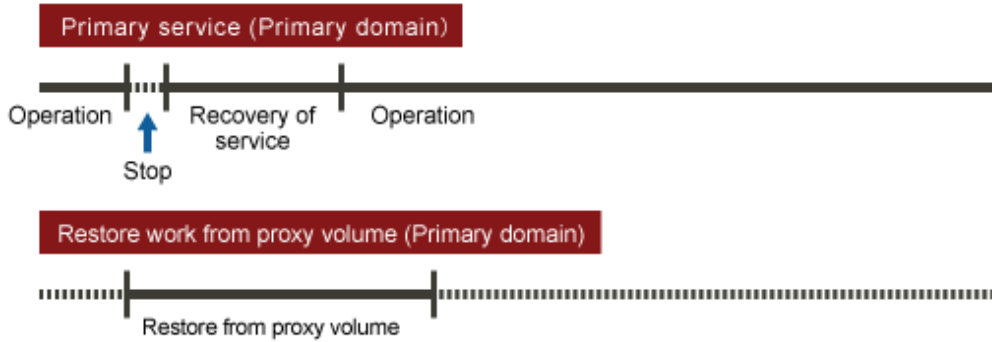 Primary service (Primary domain)
Operation
Recovery of
service
Operation
Stop
Restore work from proxy volume (Primary domain)
Restore from proxy volume